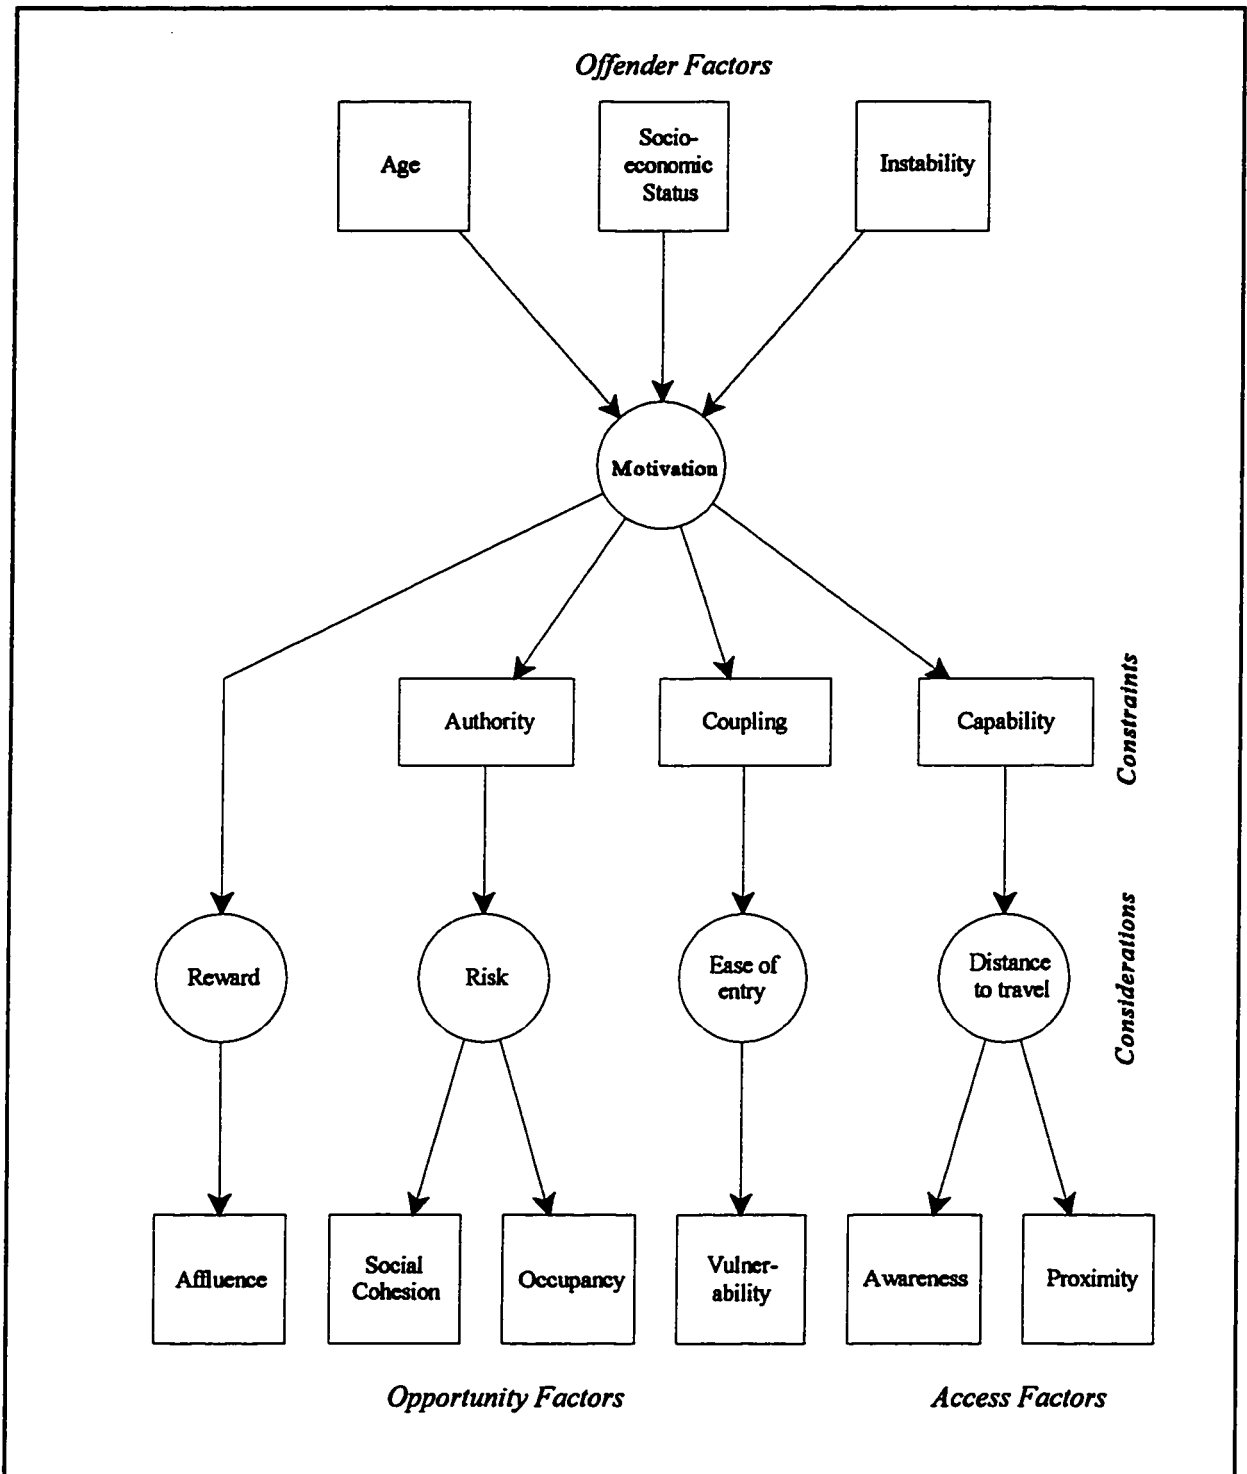 Offender Factors
Age
Socio-
economic
Status
Instability
Motivation
Authority
Coupling
Capability
Constraints
Reward
Risk
Ease of
entry
Distance
to travel
Considerations
Affluence
Social
Cohesion
Occupancy
Vulner-
ability
Awareness
Proximity
Opportunity Factors
Access Factors